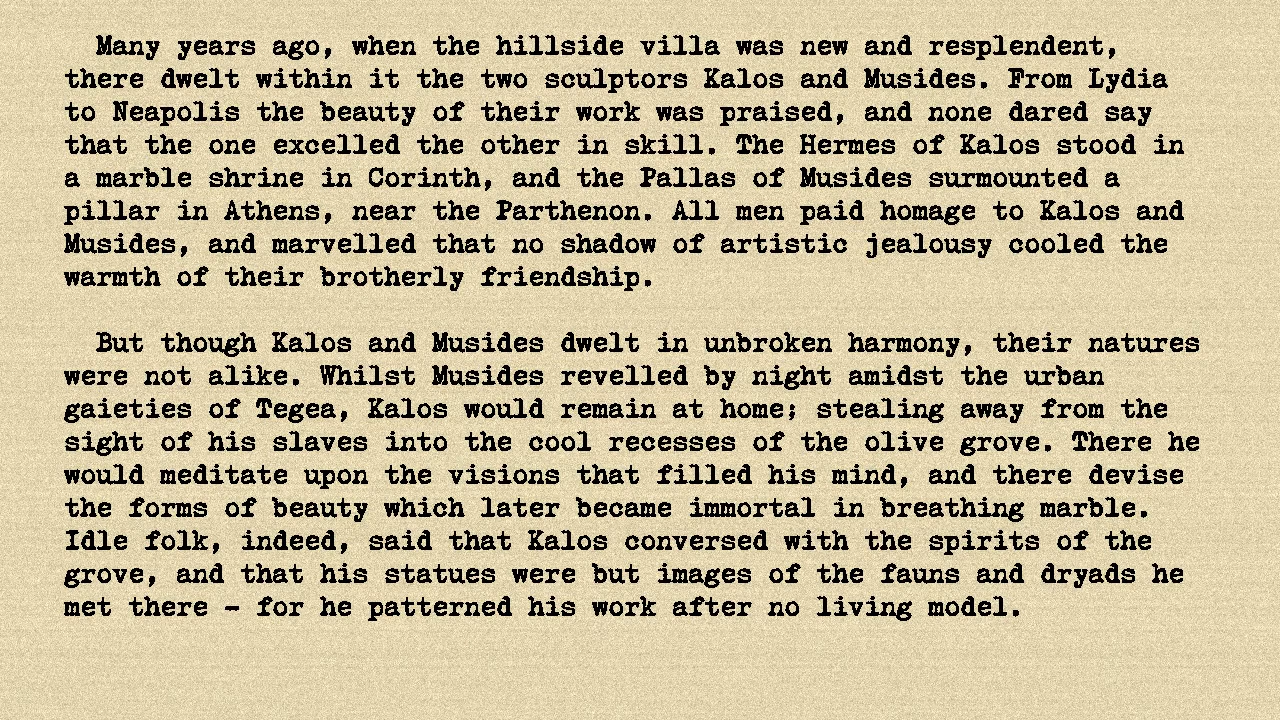 Many years ago, when the hillside villa was new and resplendent,
there dwelt within it the two sculptors Kalos and Musides. From Lydia
to Neapolis the beauty of their work was praised, and none dared say
that the one excelled the other in skill. The Hermes of Kalos stood in
a marble shrine in Corinth, and the Pallas of Musides surmounted a
pillar in Athens, near the Parthenon. All men paid homage to Kalos and
Musides, and marvelled that no shadow of artistic jealousy cooled the
warmth of their brotherly friendship.

But though Kalos and Musides dwelt in unbroken harmony, their natures
were not alike. Whilst Musides revelled by night amidst the urban
gaieties of Tegea, Kalos would remain at home; stealing away from the
sight of his slaves into the cool recesses of the olive grove. There he
would meditate upon the visions that filled his mind, and there devise
the forms of beauty which later became immortal in breathing marble.
Idle folk, indeed, said that Kalos conversed with the spirits of the
grove, and that his statues were but images of the fauns and dryads he
met there – for he patterned his work after no living model.